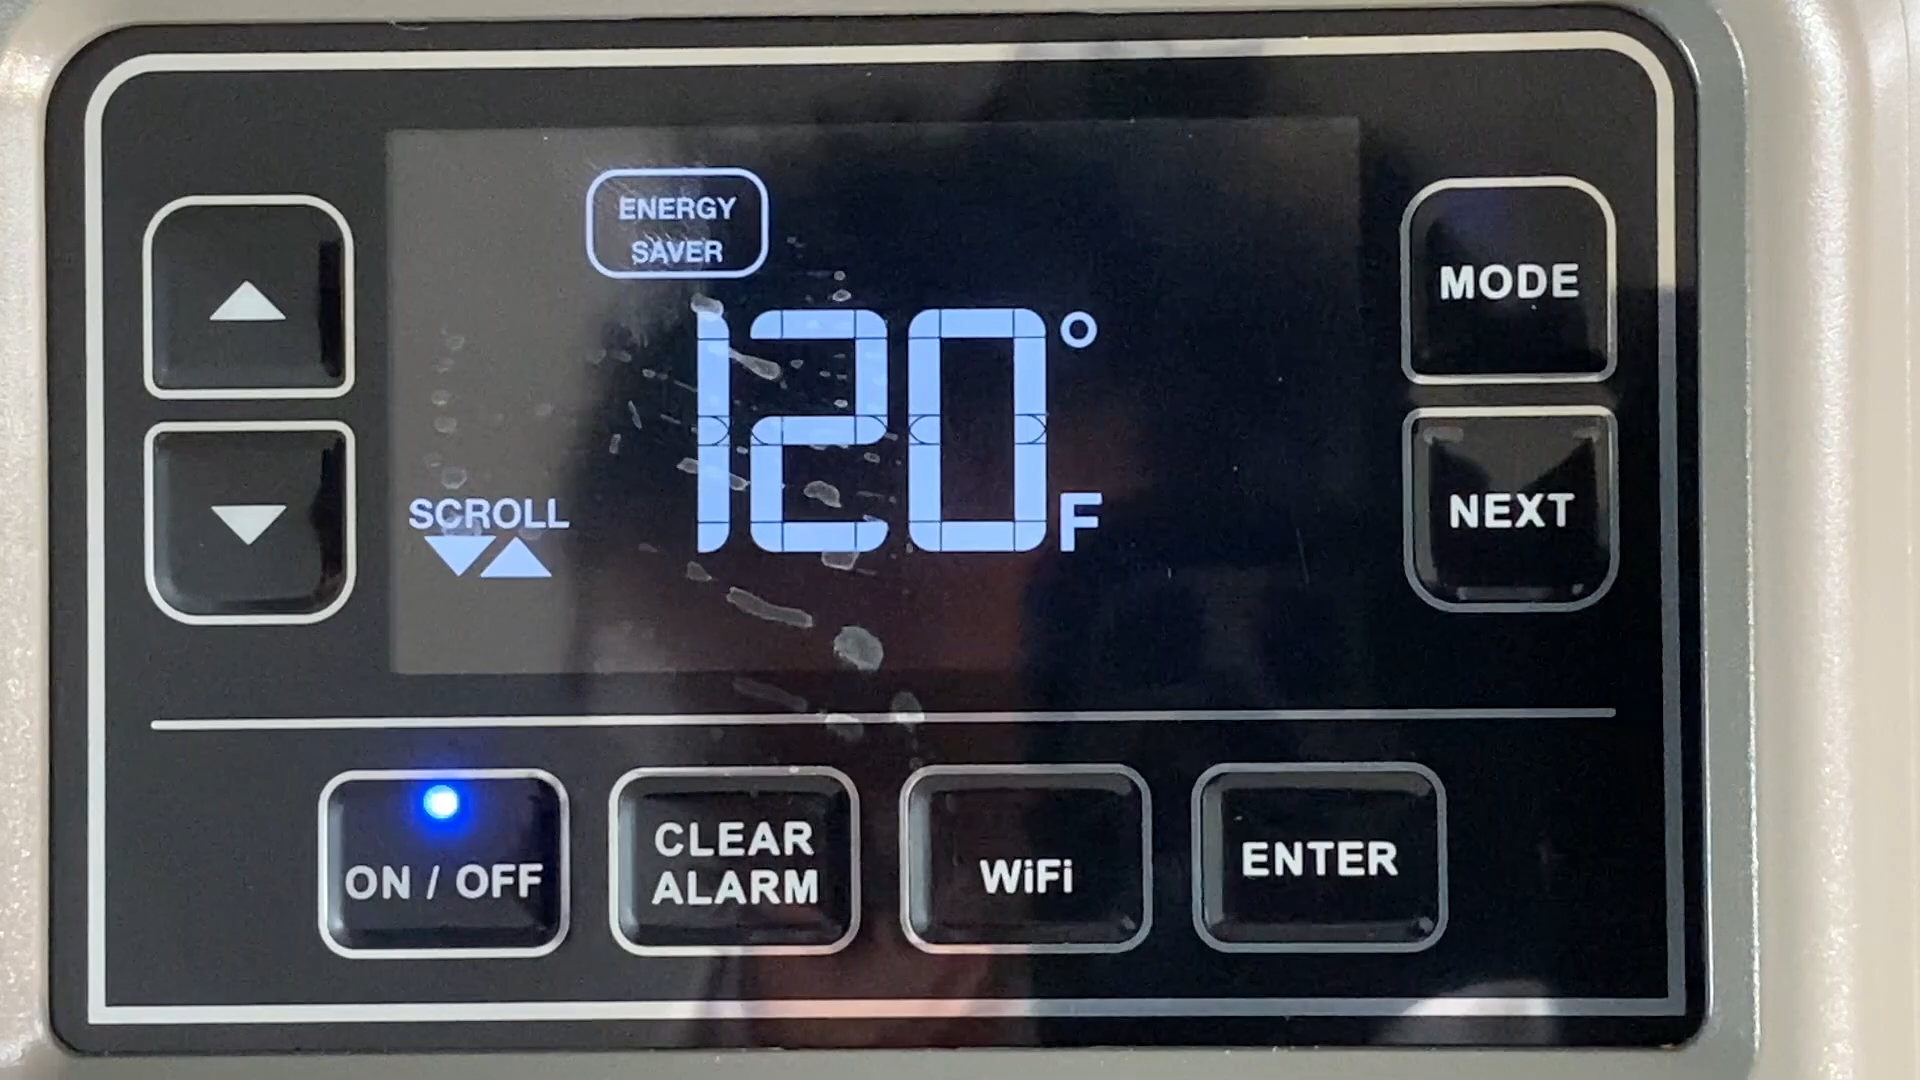 ENERGY
SAVER
120°F
SCROLL
MODE
NEXT
ON / OFF
CLEAR
ALARM
WiFi
ENTER